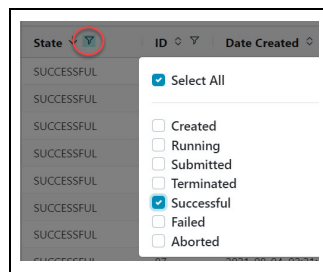 State ID Date Created
SUCCESSFUL
Select All
SUCCESSFUL
SUCCESSFUL
Created
SUCCESSFUL
Running
Submitted
SUCCESSFUL
Terminated
SUCCESSFUL
Successful
Failed
SUCCESSFUL
Aborted